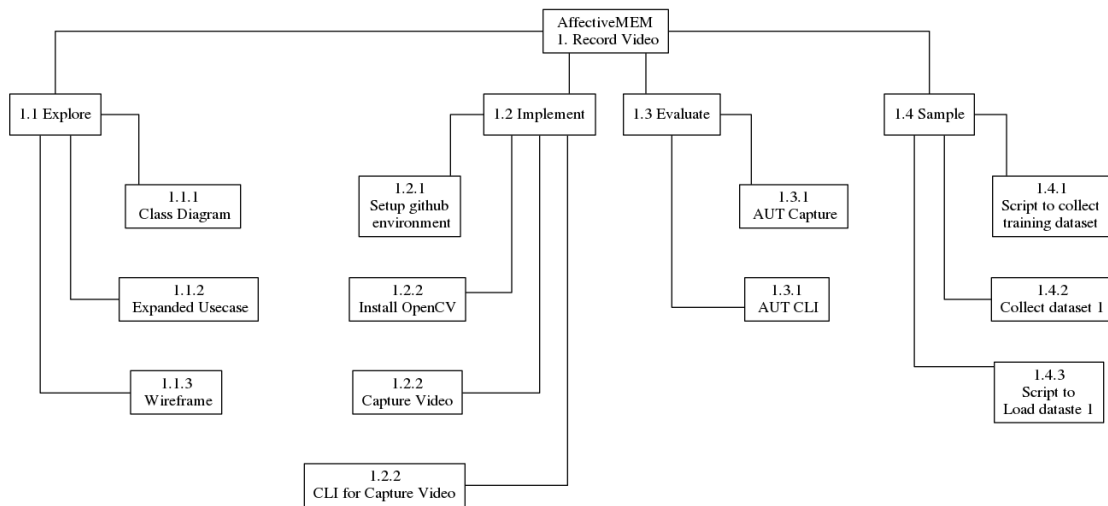 AffectiveMEM
1. Record Video
1.1 Explore
1.2 Implement
1.3 Evaluate
1.4 Sample
1.1.1
Class Diagram
1.2.1
Setup github
environment
1.3.1
AUT Capture
1.4.1
Script to collect
training dataset
1.1.2
Expanded Usecase
1.2.2
Install OpenCV
1.3.1
AUT CLI
1.4.2
Collect dataset 1
1.1.3
Wireframe
1.2.2
Capture Video
1.4.3
Script to
Load dataste 1
1.2.2
CLI for Capture Video